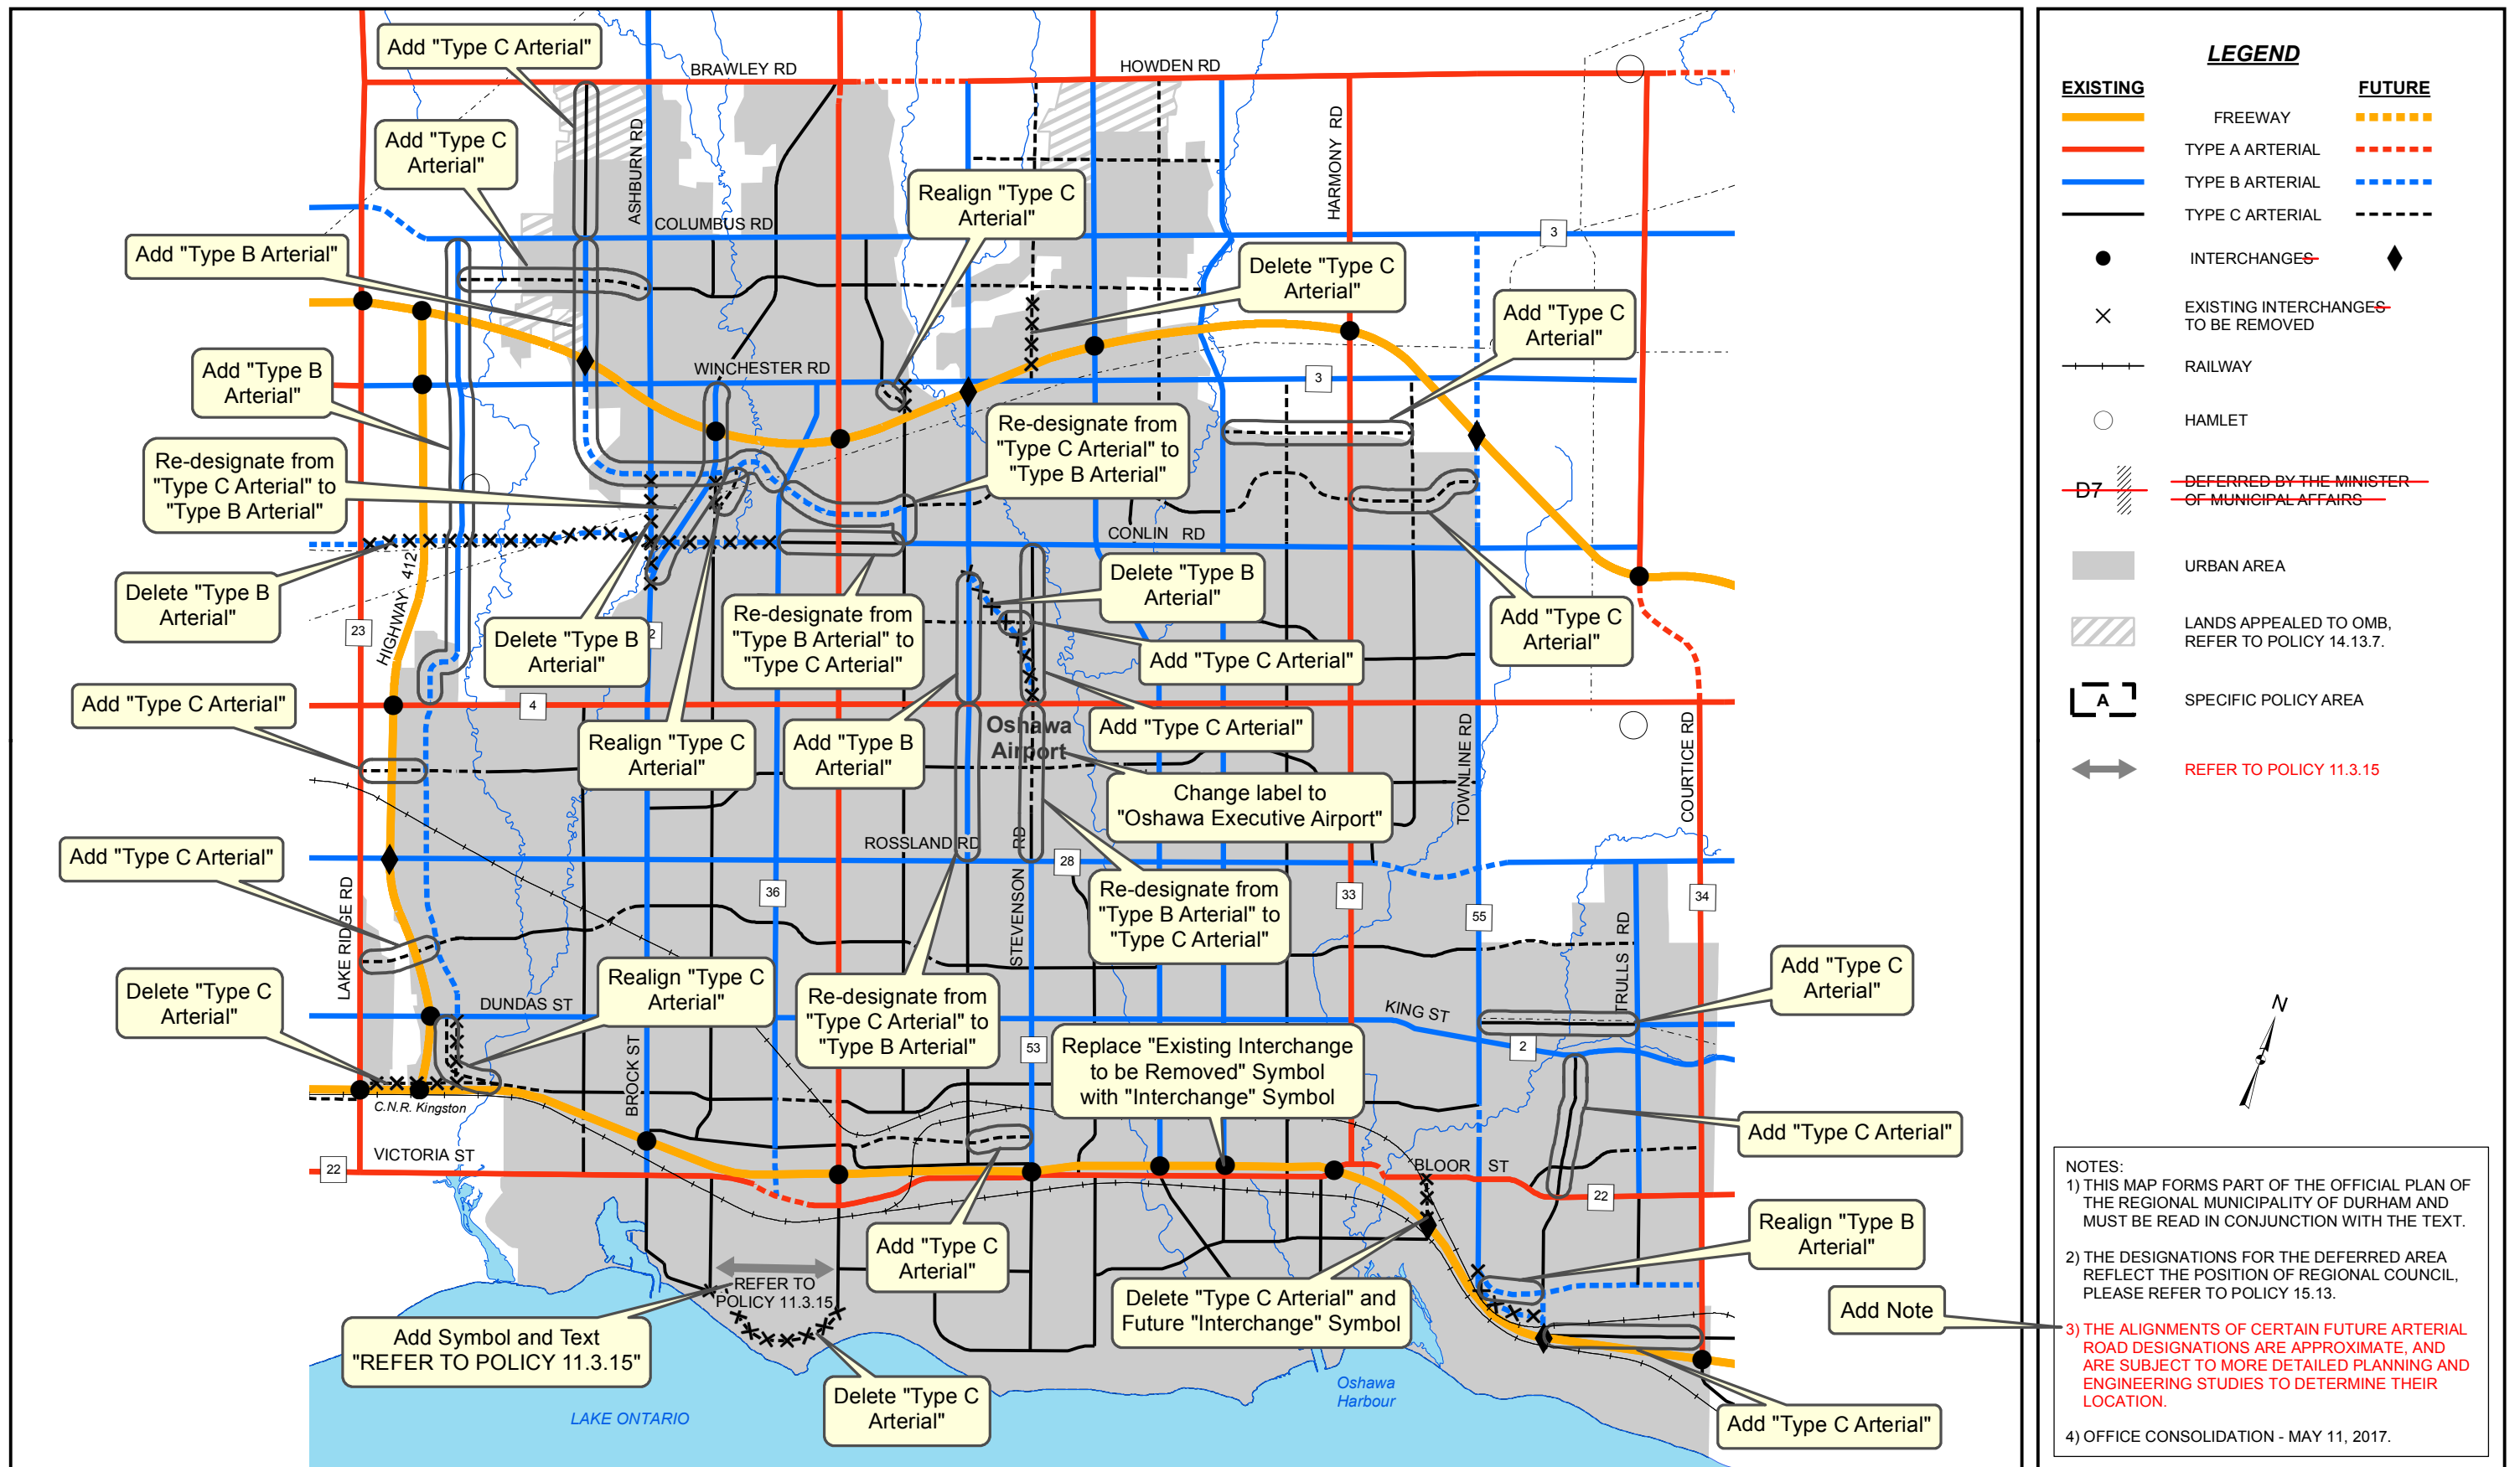 Add "Type C Arterial"
BRAWLEY RD
HOWDEN RD
HARMONY RD
ASHBURN RD
Add "Type C
Arterial"
Realign "Type C
Arterial"
COLUMBUS RD
3
Add "Type B Arterial"
Delete "Type C
Arterial"
Add "Type C
Arterial"
WINCHESTER RD
3
Add "Type B
Arterial"
Re-designate from
"Type C Arterial" to
"Type B Arterial"
Re-designate from
"Type C Arterial" to
"Type B Arterial"
CONLIN RD
HIGHWAY 412
Delete "Type B
Arterial"
Delete "Type B
Arterial"
Re-designate from
"Type B Arterial" to
"Type C Arterial"
Add "Type C
Arterial"
23
2
Delete "Type B
Arterial"
Add "Type C Arterial"
Add "Type C Arterial"
4
Oshawa
Airport
Add "Type C Arterial"
Realign "Type C
Arterial"
Add "Type B
Arterial"
TOWNLINE RD
COURTICE RD
Change label to
"Oshawa Executive Airport"
Add "Type C Arterial"
ROSSLAND RD
STEVENSON RD
28
LAKE RIDGE RD
36
Re-designate from
"Type B Arterial" to
"Type C Arterial"
33
55
34
TRULLS RD
Delete "Type C
Arterial"
Realign "Type C
Arterial"
Re-designate from
"Type C Arterial" to
"Type B Arterial"
Add "Type C
Arterial"
DUNDAS ST
KING ST
BROCK ST
53
2
Replace "Existing Interchange
to be Removed" Symbol
with "Interchange" Symbol
C.N.R. Kingston
Add "Type C Arterial"
VICTORIA ST
22
BLOOR ST
22
Add "Type C
Arterial"
Realign "Type B
Arterial"
REFER TO
POLICY 11.3.15
Delete "Type C Arterial" and
Future "Interchange" Symbol
Add Note
Add Symbol and Text
"REFER TO POLICY 11.3.15"
Delete "Type C
Arterial"
Oshawa
Harbour
LAKE ONTARIO
Add "Type C Arterial"
LEGEND
EXISTING
FUTURE
FREEWAY
TYPE A ARTERIAL
TYPE B ARTERIAL
TYPE C ARTERIAL
INTERCHANGES
EXISTING INTERCHANGES
TO BE REMOVED
RAILWAY
HAMLET
D7
DEFERRED BY THE MINISTER
OF MUNICIPAL AFFAIRS
URBAN AREA
LANDS APPEALED TO OMB,
REFER TO POLICY 14.13.7.
A
SPECIFIC POLICY AREA
REFER TO POLICY 11.3.15
N
NOTES:
1) THIS MAP FORMS PART OF THE OFFICIAL PLAN OF
THE REGIONAL MUNICIPALITY OF DURHAM AND
MUST BE READ IN CONJUNCTION WITH THE TEXT.
2) THE DESIGNATIONS FOR THE DEFERRED AREA
REFLECT THE POSITION OF REGIONAL COUNCIL,
PLEASE REFER TO POLICY 15.13.
3) THE ALIGNMENTS OF CERTAIN FUTURE ARTERIAL
ROAD DESIGNATIONS ARE APPROXIMATE, AND
ARE SUBJECT TO MORE DETAILED PLANNING AND
ENGINEERING STUDIES TO DETERMINE THEIR
LOCATION.
4) OFFICE CONSOLIDATION - MAY 11, 2017.